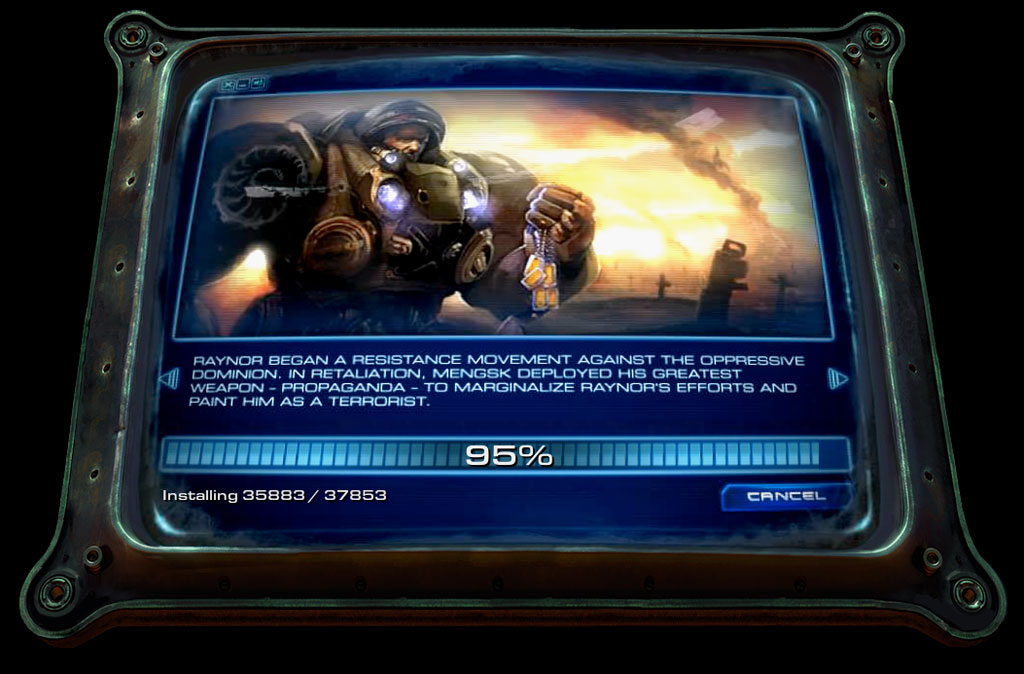 RAYNOR BEGAN A RESISTANCE MOVEMENT AGAINST THE OPPRESSIVE
DOMINION. IN RETALIATION, MENGSK DEPLOYED HIS GREATEST
WEAPON - PROPAGANDA - TO MARGINALIZE RAYNOR'S EFFORTS AND
PAINT HIM AS A TERRORIST.
95%
Installing 35883 / 37853
CANCEL